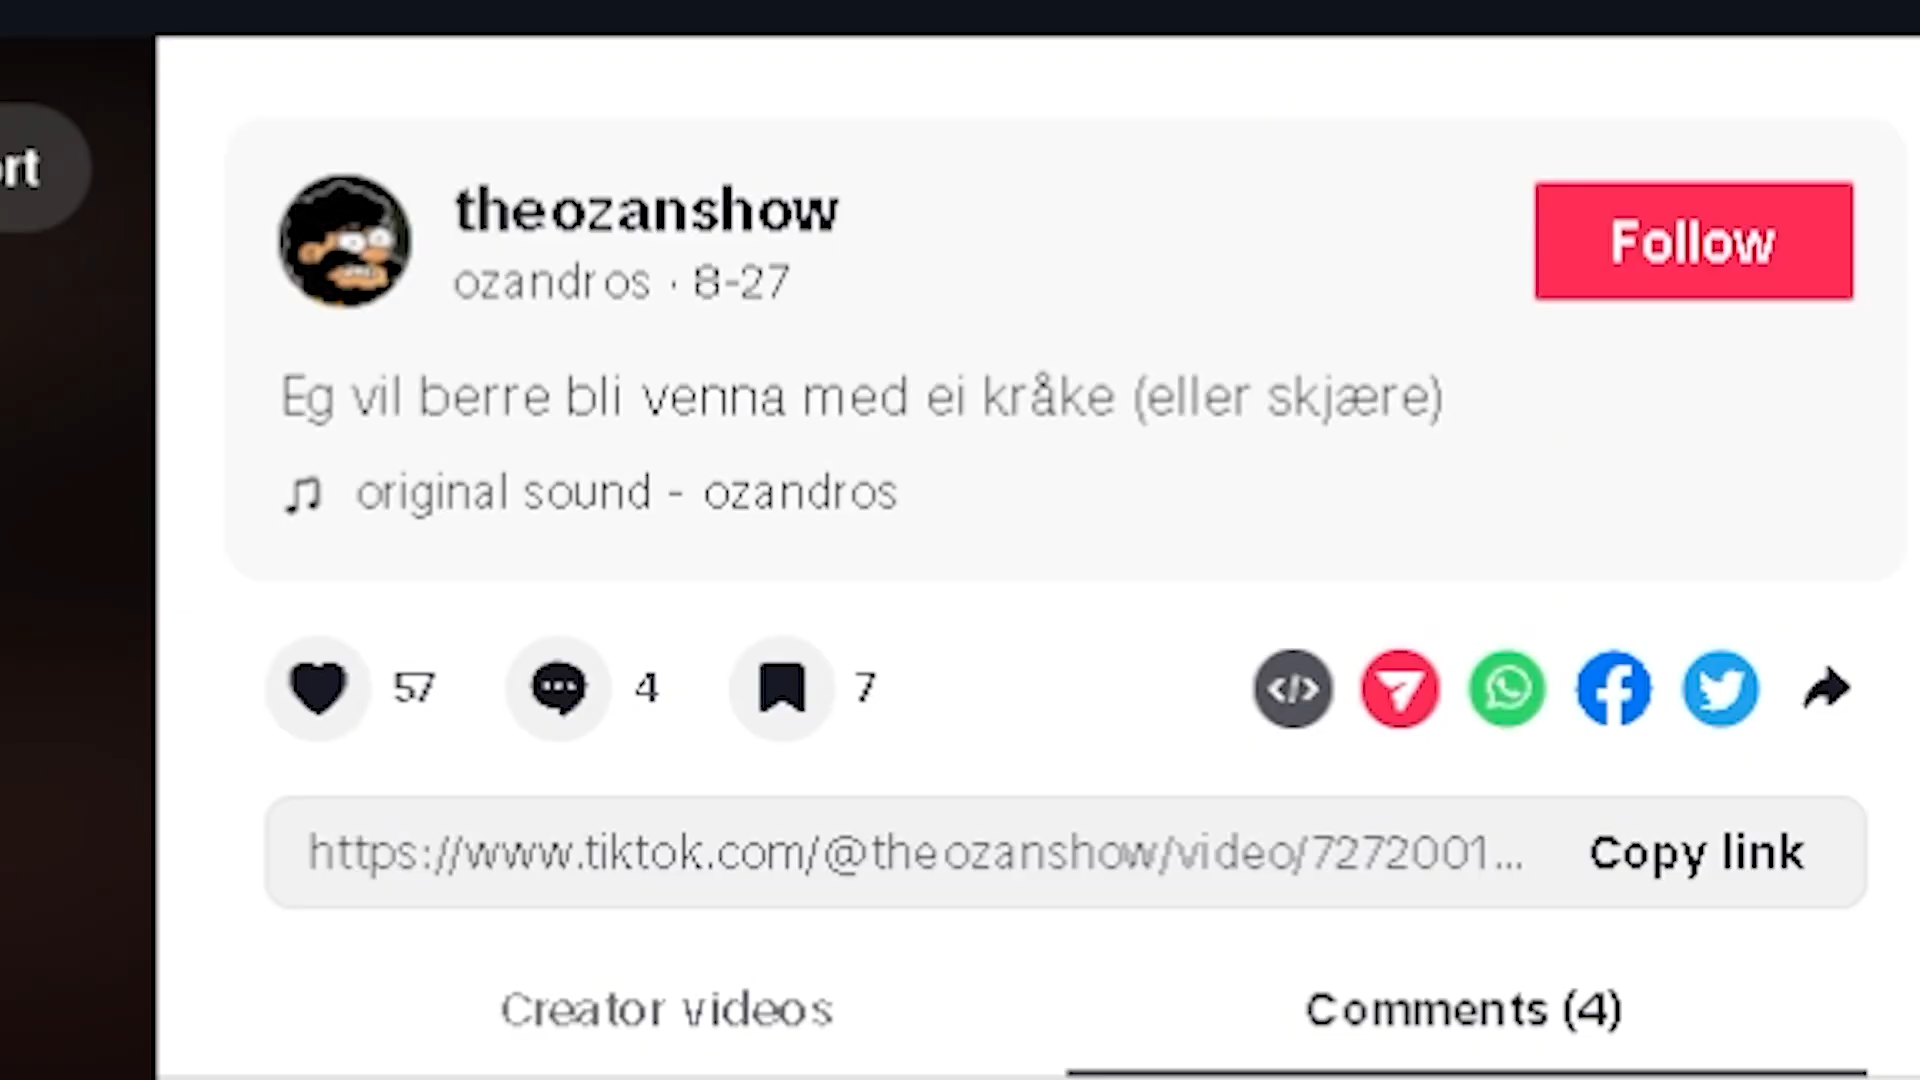 ort
theozanshow
ozandros · 8-27
Follow
Eg vil berre bli venna med ei kråke (eller skjære)
original sound - ozandros
57
4
7
https://www.tiktok.com/@theozanshow/video/7272001...
Copy link
Creator videos
Comments (4)